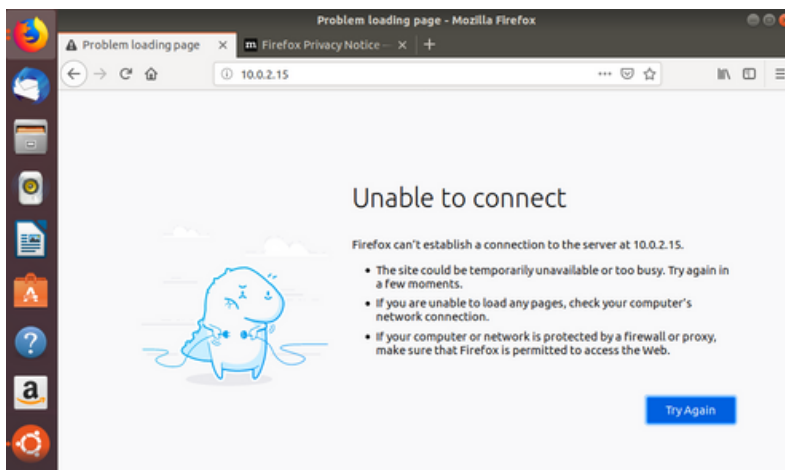 Problem loading page - Mozilla Firefox
Problem loading page
m Firefox Privacy Notice —
10.0.2.15
Unable to connect
Firefox can't establish a connection to the server at 10.0.2.15.
• The site could be temporarily unavailable or too busy. Try again in
a few moments.
• If you are unable to load any pages, check your computer's
network connection.
• If your computer or network is protected by a firewall or proxy,
make sure that Firefox is permitted to access the Web.
Try Again
A
?
a